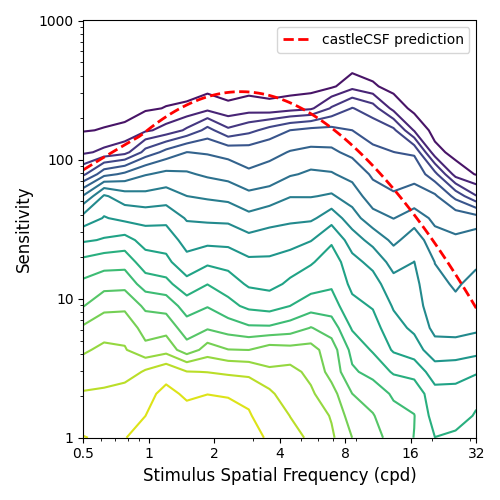 1000
castleCSF prediction
100
Sensitivity
10
1
0.5 1 2 4 8 16 32
Stimulus Spatial Frequency (cpd)